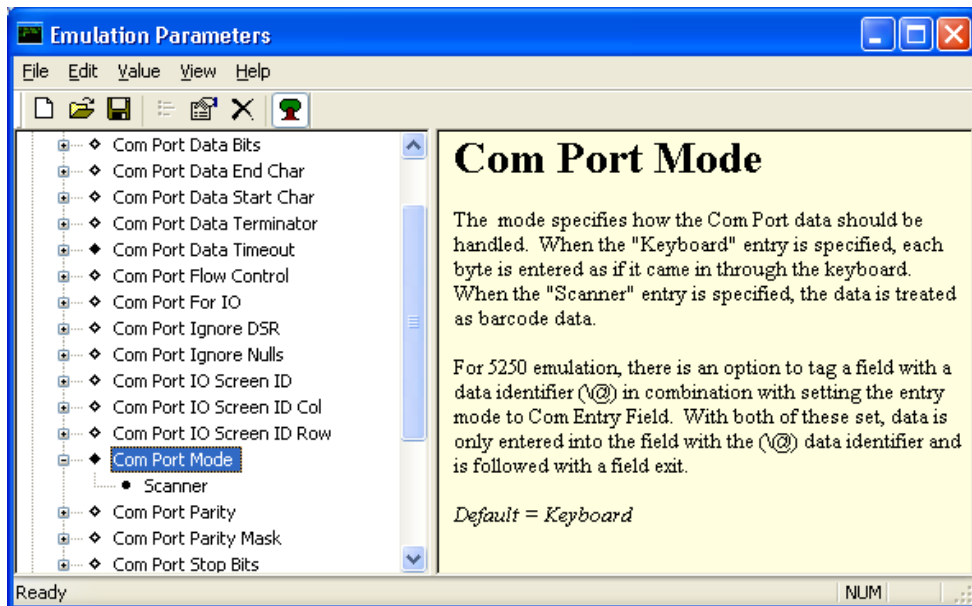 Emulation Parameters
File Edit Value View Help
Com Port Data Bits
Com Port Data End Char
Com Port Data Start Char
Com Port Data Terminator
Com Port Data Timeout
Com Port Flow Control
Com Port For IO
Com Port Ignore DSR
Com Port Ignore Nulls
Com Port IO Screen ID
Com Port IO Screen ID Col
Com Port IO Screen ID Row
Com Port Mode
Scanner
Com Port Parity
Com Port Parity Mask
Com Port Stop Bits
Com Port Mode
The mode specifies how the Com Port data should be
handled. When the "Keyboard" entry is specified, each
byte is entered as if it came in through the keyboard.
When the "Scanner" entry is specified, the data is treated
as barcode data.
For 5250 emulation, there is an option to tag a field with a
data identifier (\@) in combination with setting the entry
mode to Com Entry Field. With both of these set, data is
only entered into the field with the (\@) data identifier and
is followed with a field exit.
Default = Keyboard
Ready
NUM